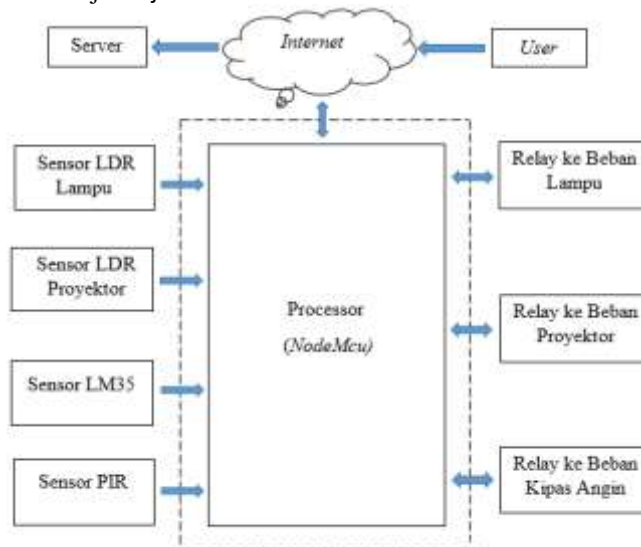 Server
Internet
User
Sensor LDR
Lampu
Relay ke Beban
Lampu
Sensor LDR
Proyektor
Processor
(NodeMcu)
Relay ke Beban
Proyektor
Sensor LM35
Sensor PIR
Relay ke Beban
Kipas Angin